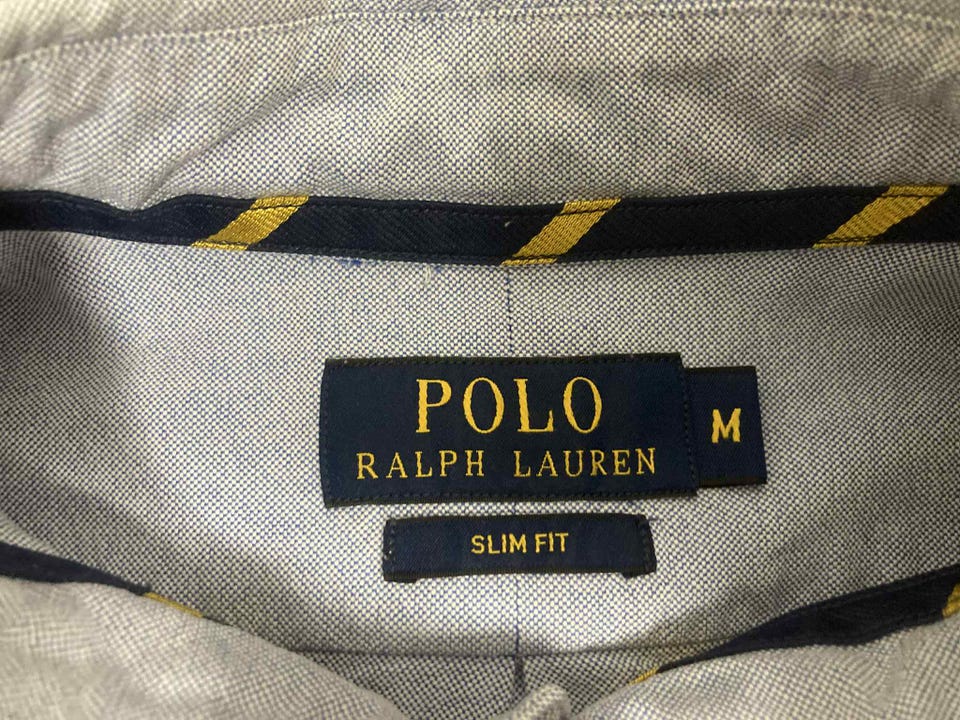 POLO
RALPH LAUREN
M
SLIM FIT